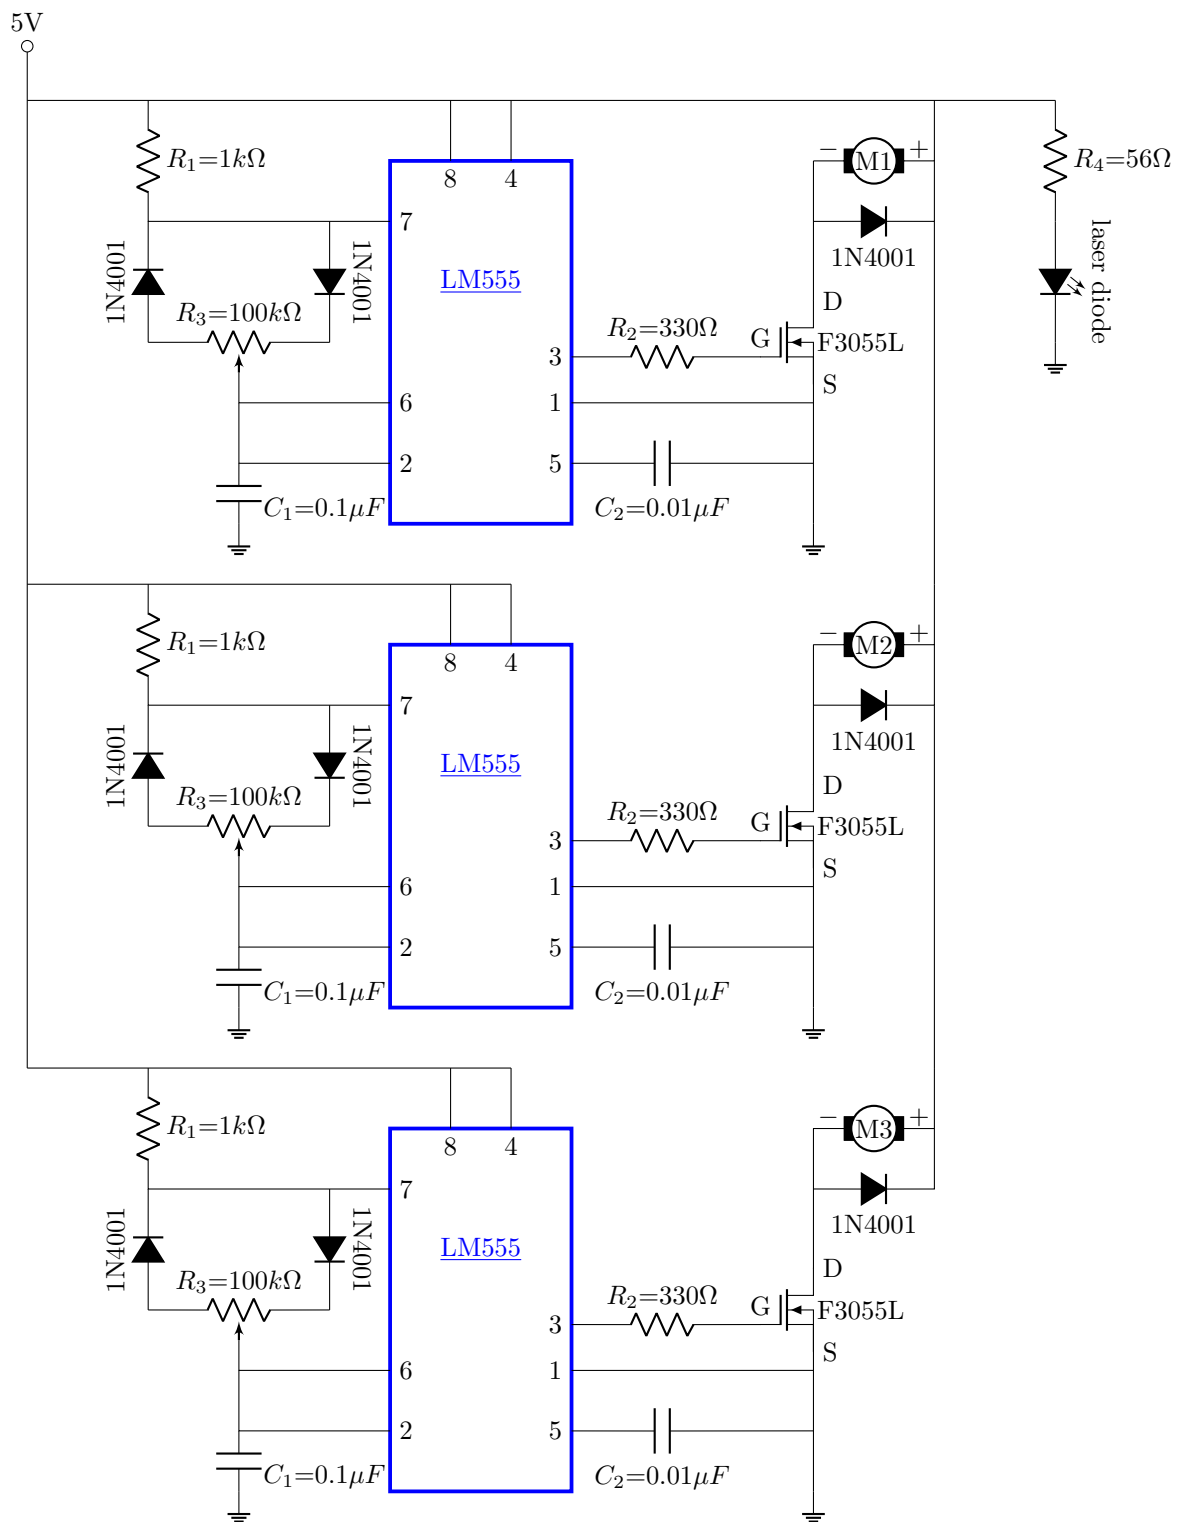 5V
R₁=1kΩ
8
4
− M1 +
R₄=56Ω
7
1N4001
1N4001
LM555
1N4001
laser diode
R₃=100kΩ
D
R₂=330Ω
G
F3055L
3
S
6
1
2
5
C₁=0.1μF
C₂=0.01μF
R₁=1kΩ
8
4
− M2 +
7
1N4001
1N4001
LM555
1N4001
R₃=100kΩ
D
R₂=330Ω
G
F3055L
3
S
6
1
2
5
C₁=0.1μF
C₂=0.01μF
R₁=1kΩ
8
4
− M3 +
7
1N4001
1N4001
LM555
1N4001
R₃=100kΩ
D
R₂=330Ω
G
F3055L
3
S
6
1
2
5
C₁=0.1μF
C₂=0.01μF